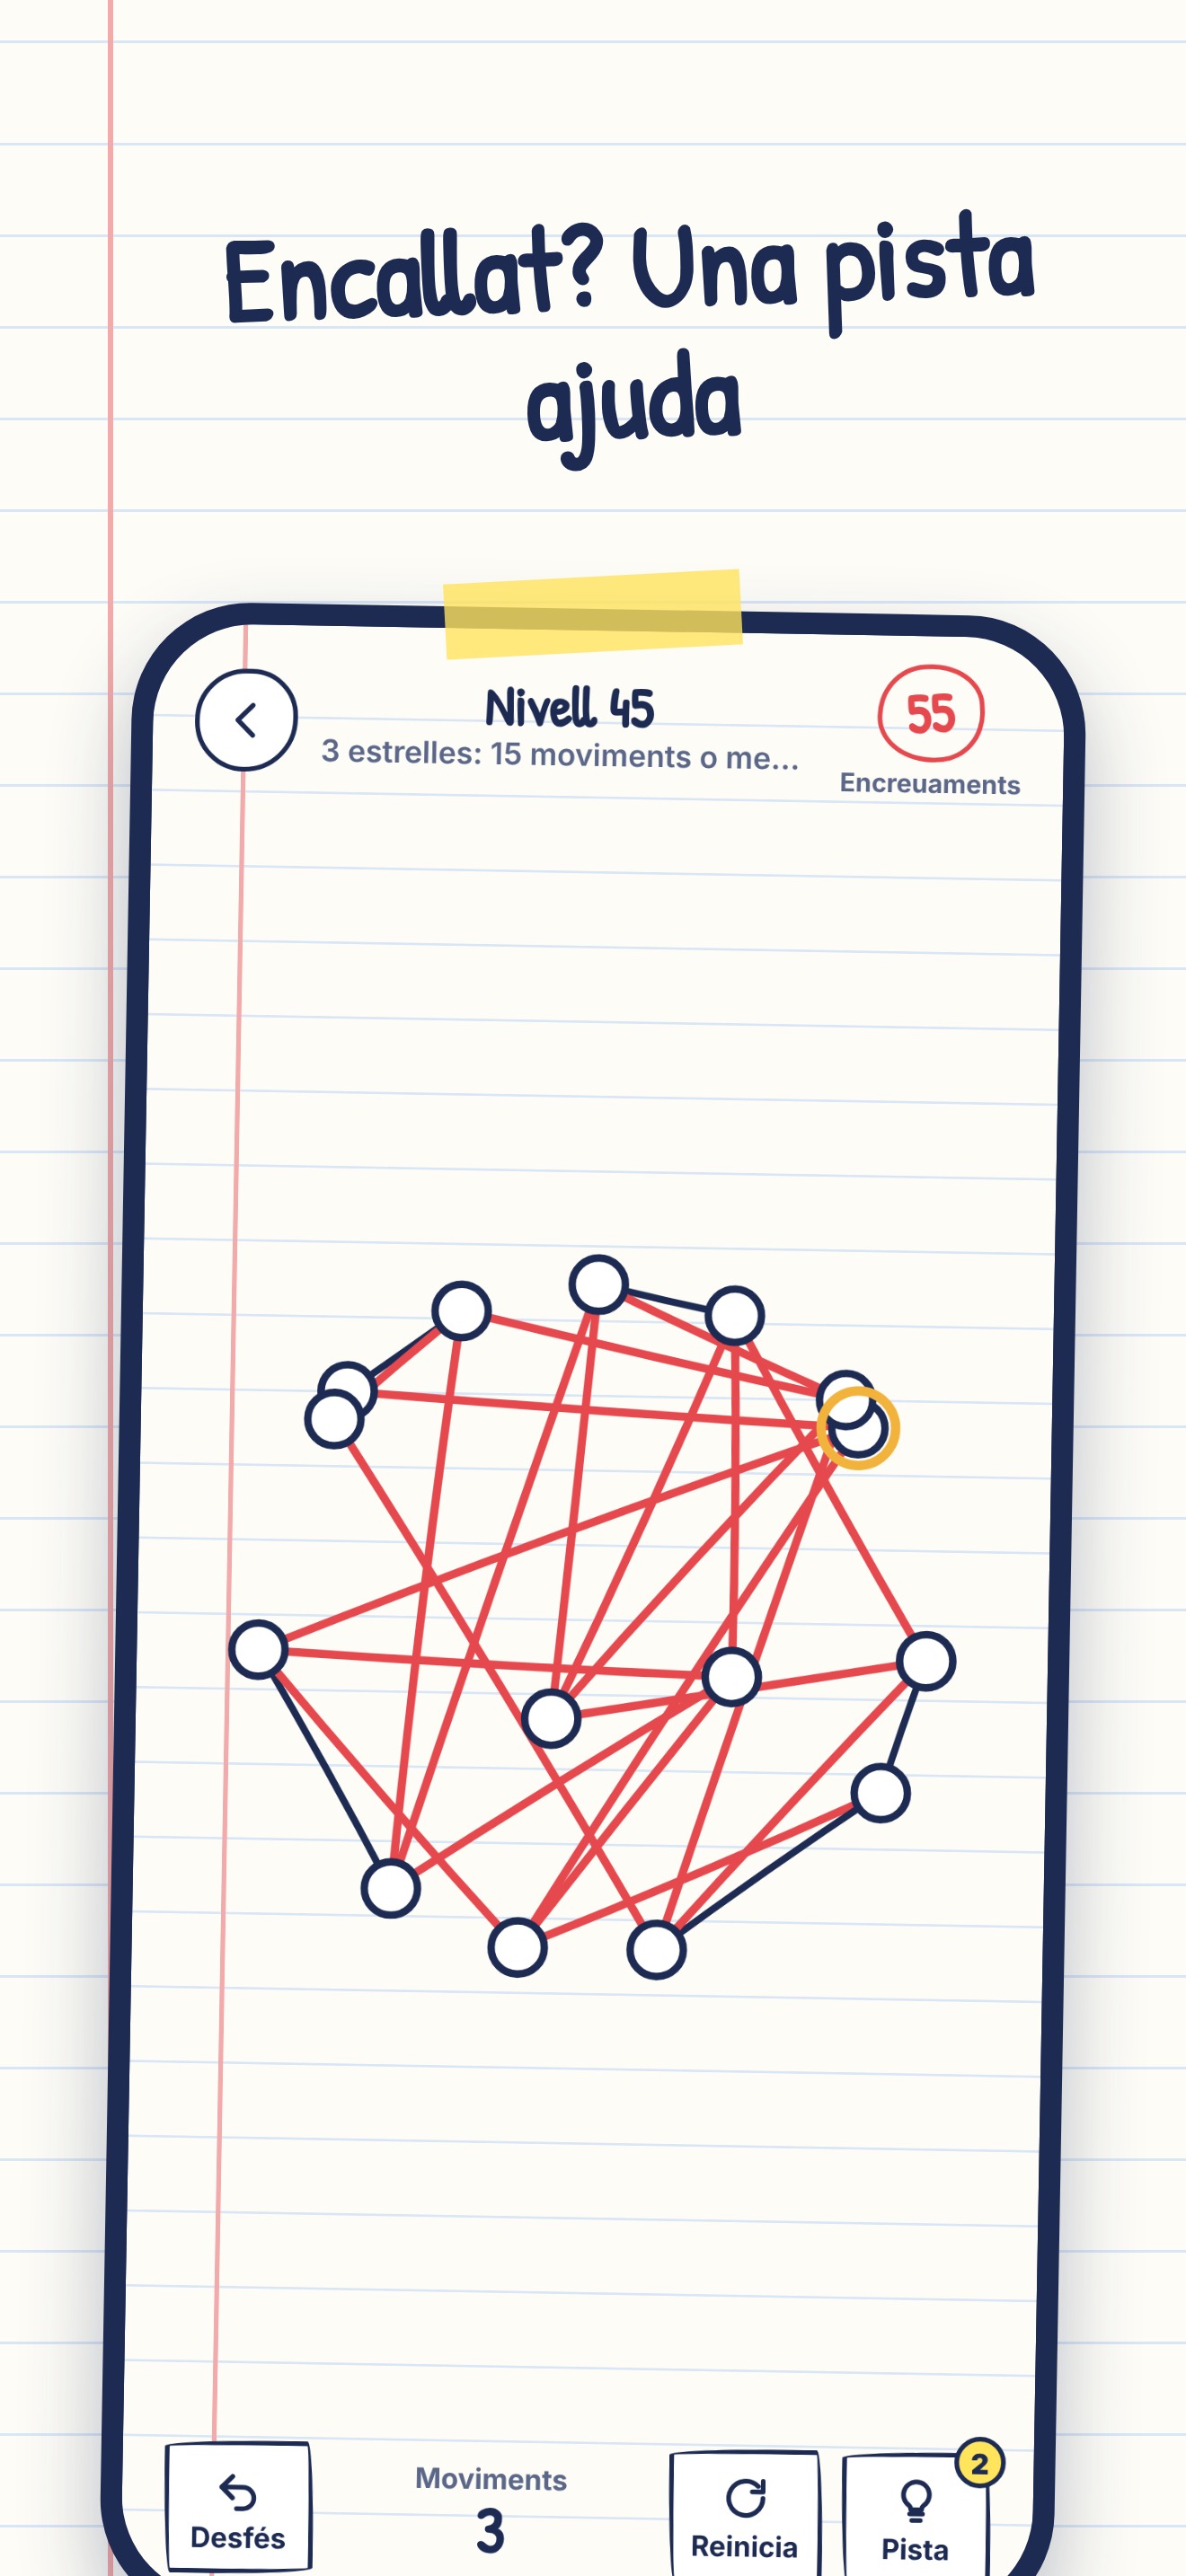 Encallat? Una pista
ajuda
Nivell 45
3 estrelles: 15 moviments o me...
55
Encreuaments
Desfés
Moviments
3
Reinicia
2
Pista